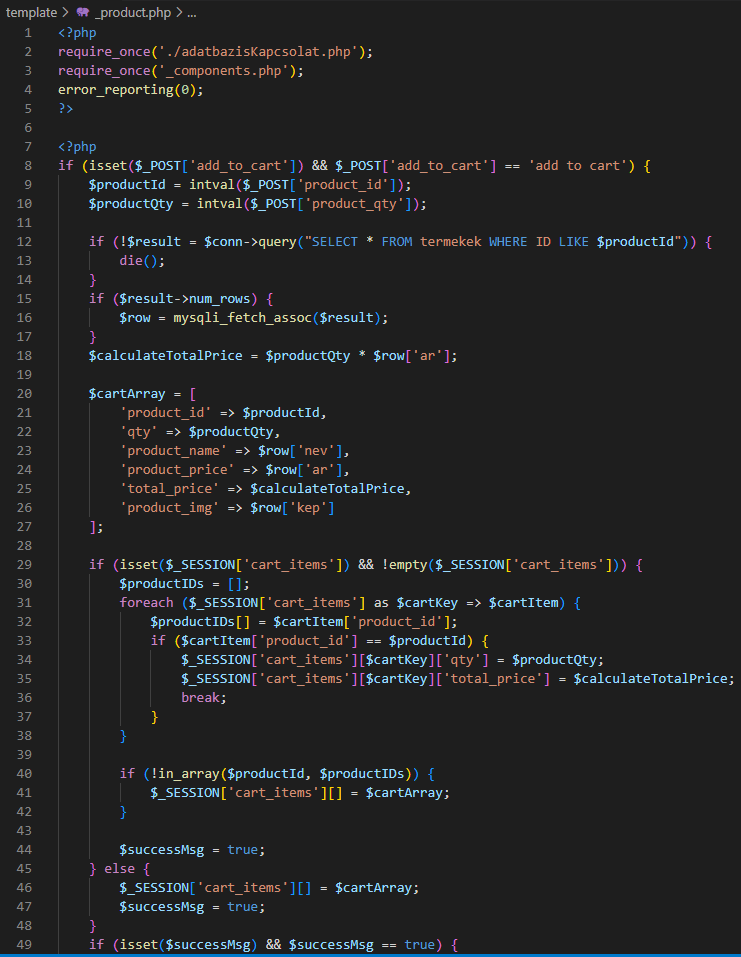 template > _product.php > ...
1 <?php
2 require_once('./adatbazisKapcsolat.php');
3 require_once('_components.php');
4 error_reporting(0);
5 ?>
6
7 <?php
8 if (isset($_POST['add_to_cart']) && $_POST['add_to_cart'] == 'add to cart') {
9 $productId = intval($_POST['product_id']);
10 $productQty = intval($_POST['product_qty']);
11
12 if (!$result = $conn->query("SELECT * FROM termekek WHERE ID LIKE $productId")) {
13 die();
14 }
15 if ($result->num_rows) {
16 $row = mysqli_fetch_assoc($result);
17 }
18 $calculateTotalPrice = $productQty * $row['ar'];
19
20 $cartArray = [
21 'product_id' => $productId,
22 'qty' => $productQty,
23 'product_name' => $row['nev'],
24 'product_price' => $row['ar'],
25 'total_price' => $calculateTotalPrice,
26 'product_img' => $row['kep']
27 ];
28
29 if (isset($_SESSION['cart_items']) && !empty($_SESSION['cart_items'])) {
30 $productIDs = [];
31 foreach ($_SESSION['cart_items'] as $cartKey => $cartItem) {
32 $productIDs[] = $cartItem['product_id'];
33 if ($cartItem['product_id'] == $productId) {
34 $_SESSION['cart_items'][$cartKey]['qty'] = $productQty;
35 $_SESSION['cart_items'][$cartKey]['total_price'] = $calculateTotalPrice;
36 break;
37 }
38 }
39
40 if (!in_array($productId, $productIDs)) {
41 $_SESSION['cart_items'][] = $cartArray;
42 }
43
44 $successMsg = true;
45 } else {
46 $_SESSION['cart_items'][] = $cartArray;
47 $successMsg = true;
48 }
49 if (isset($successMsg) && $successMsg == true) {